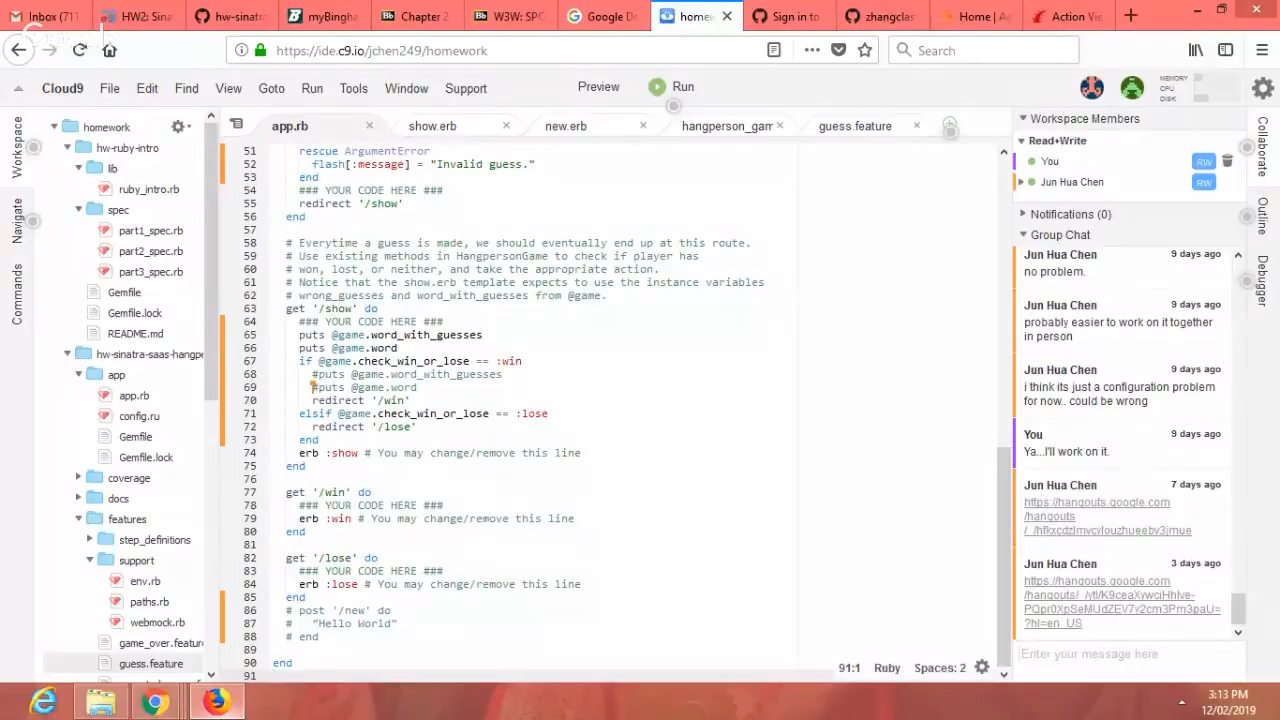 Inbox (71
HW2: Sina
hw-sinatra
myBingha
Chapter 2
W3W: SPC
Google Do
homew
Sign in to
zhangclas
Home | Ac
Action Vie
https://ide.c9.io/jchen249/homework
Search
Cloud9 File Edit Find View Goto Run Tools Window Support Preview Run
MEMORY
CPU
DISK
Workspace
Navigate
Commands
homework
hw-ruby-intro
lib
ruby_intro.rb
spec
part1_spec.rb
part2_spec.rb
part3_spec.rb
Gemfile
Gemfile.lock
README.md
hw-sinatra-saas-hangpe
app
app.rb
config.ru
Gemfile
Gemfile.lock
coverage
docs
features
step_definitions
support
env.rb
paths.rb
webmock.rb
game_over.feature
guess.feature
app.rb show.erb new.erb hangperson_gam guess.feature
51 rescue ArgumentError
52 flash[:message] = "Invalid guess."
53 end
54 ### YOUR CODE HERE ###
55 redirect '/show'
56 end
57
58 # Everytime a guess is made, we should eventually end up at this route.
59 # Use existing methods in HangpersonGame to check if player has
60 # won, lost, or neither, and take the appropriate action.
61 # Notice that the show.erb template expects to use the instance variables
62 # wrong_guesses and word_with_guesses from @game.
63 get '/show' do
64 ### YOUR CODE HERE ###
65 puts @game.word_with_guesses
66 puts @game.word
67 if @game.check_win_or_lose == :win
68 #puts @game.word_with_guesses
69 #puts @game.word
70 redirect '/win'
71 elsif @game.check_win_or_lose == :lose
72 redirect '/lose'
73 end
74 erb :show # You may change/remove this line
75 end
76
77 get '/win' do
78 ### YOUR CODE HERE ###
79 erb :win # You may change/remove this line
80 end
81
82 get '/lose' do
83 ### YOUR CODE HERE ###
84 erb :lose # You may change/remove this line
85 end
86 # post '/new' do
87 # "Hello World"
88 # end
89
90 end
91
91:1 Ruby Spaces: 2
Workspace Members
Read+Write
You RW
Jun Hua Chen RW
Notifications (0)
Group Chat
Jun Hua Chen 9 days ago
no problem.
Jun Hua Chen 9 days ago
probably easier to work on it together
in person
Jun Hua Chen 9 days ago
i think its just a configuration problem
for now.. could be wrong
You 9 days ago
Ya...I'll work on it.
Jun Hua Chen 7 days ago
https://hangouts.google.com
/hangouts
Jun Hua Chen 3 days ago
https://hangouts.google.com
?hl=en_US
Enter your message here
Collaborate
Outline
Debugger
3:13 PM
12/02/2019